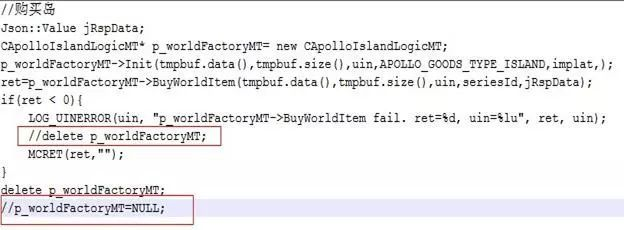 //购买岛
Json::Value jRspData;
CApolloIslandLogicMT* p_worldFactoryMT= new CApolloIslandLogicMT;
p_worldFactoryMT->Init(tmpbuf.data(),tmpbuf.size(),uin,APOLLO_GOODS_TYPE_ISLAND,implat,);
ret=p_worldFactoryMT->BuyWorldItem(tmpbuf.data(),tmpbuf.size(),uin,seriesId,jRspData);
if(ret < 0){
LOG_UINERROR(uin, "p_worldFactoryMT->BuyWorldItem fail. ret=%d, uin=%lu", ret, uin);
//delete p_worldFactoryMT;
MCRET(ret,"");
}
delete p_worldFactoryMT;
//p_worldFactoryMT=NULL;